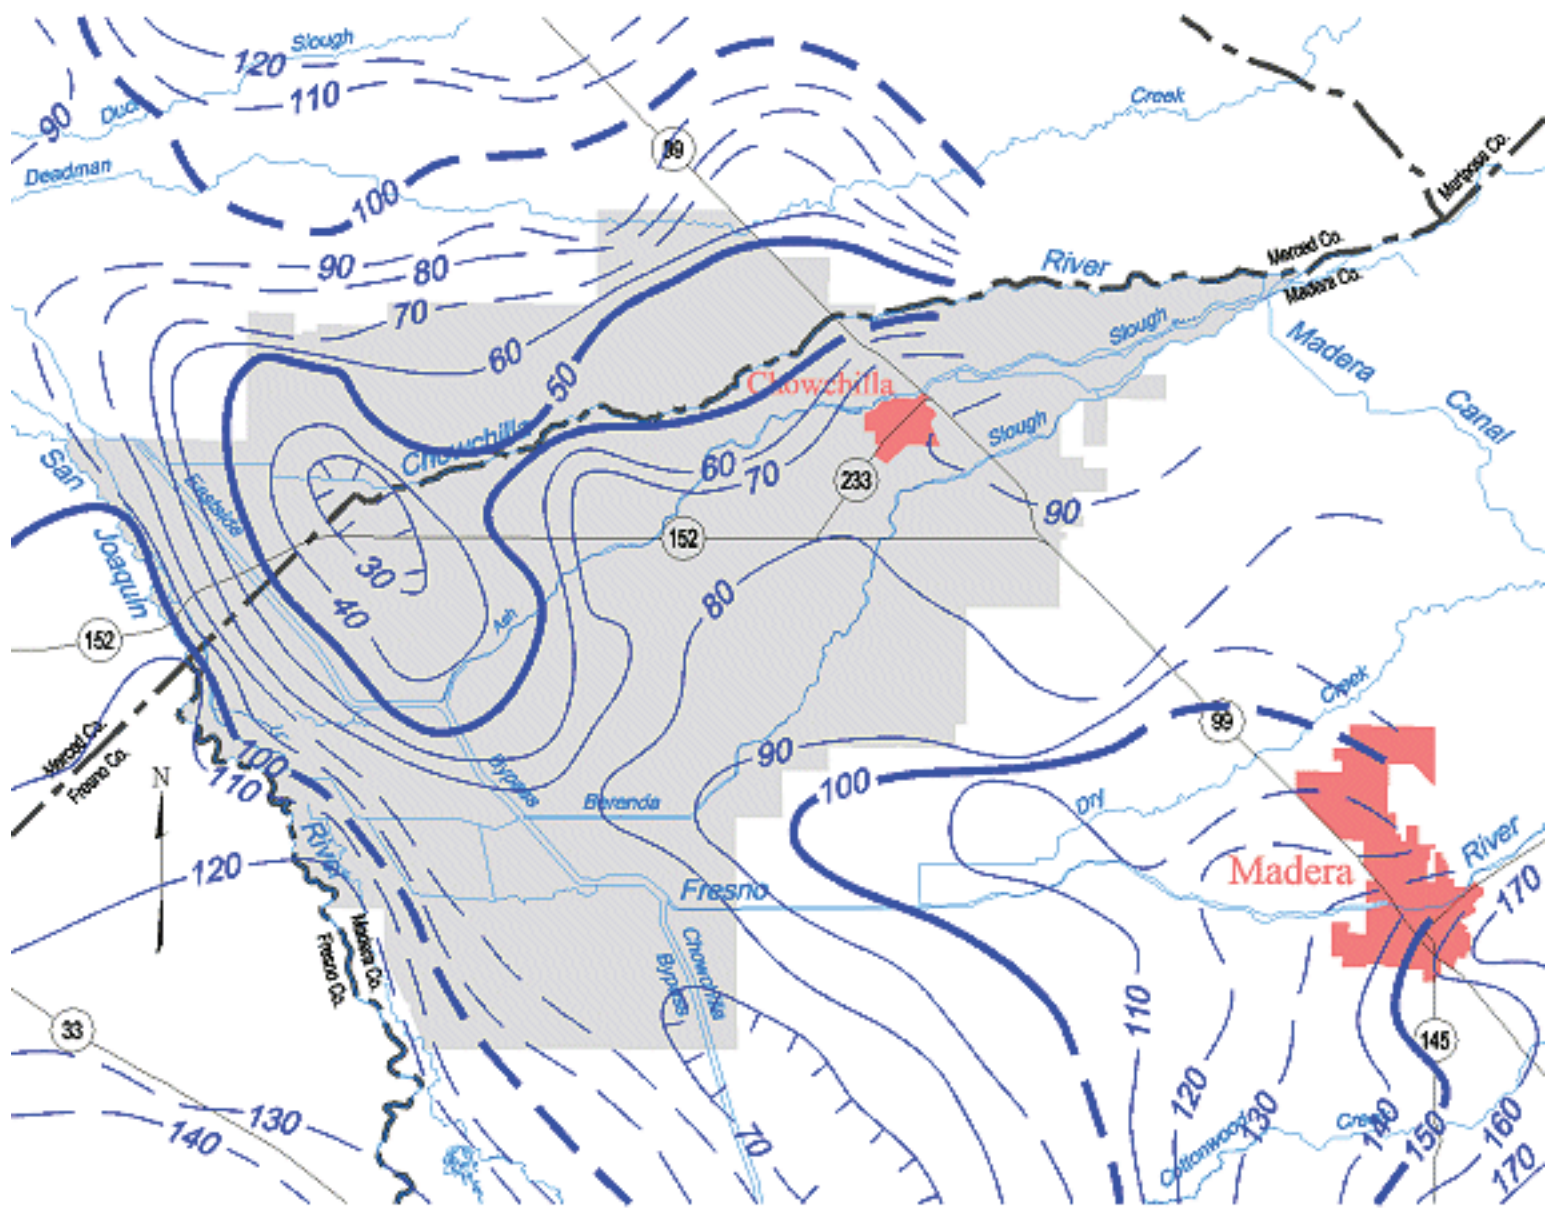 Slough
120
110
90
Duck
Deadman
100
99
Creek
Mariposa Co.
Merced Co.
Madera Co.
River
90
80
70
60
50
Slough
Madera
Canal
Chowchilla
Chowchilla
Slough
San
Joaquin
Eastside
60
70
233
90
152
30
40
80
Ash
152
Merced Co.
Fresno Co.
N
100
110
Bypass
Berenda
90
100
99
Creek
Dry
River
120
River
Fresno
Madera
170
Madera Co.
Fresno Co.
Chowchilla
Bypass
33
110
145
120
130
140
150
160
170
130
140
70
Cottonwood
Creek